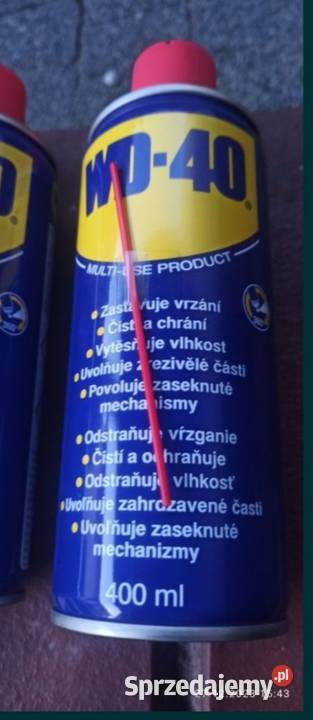 WD-40
MULTI-USE PRODUCT
Zastavuje vrzání
Čistí a chrání
Vytěsňuje vlhkost
Uvolňuje zrezivělé části
Povoluje zaseknuté
mechanismy
Odstraňuje vŕzganie
Čistí a ochraňuje
Odstraňuje vlhkosť
Uvoľňuje zahrdzavené časti
Uvoľňuje zaseknuté
mechanizmy
400 ml
Sprzedajemy.pl